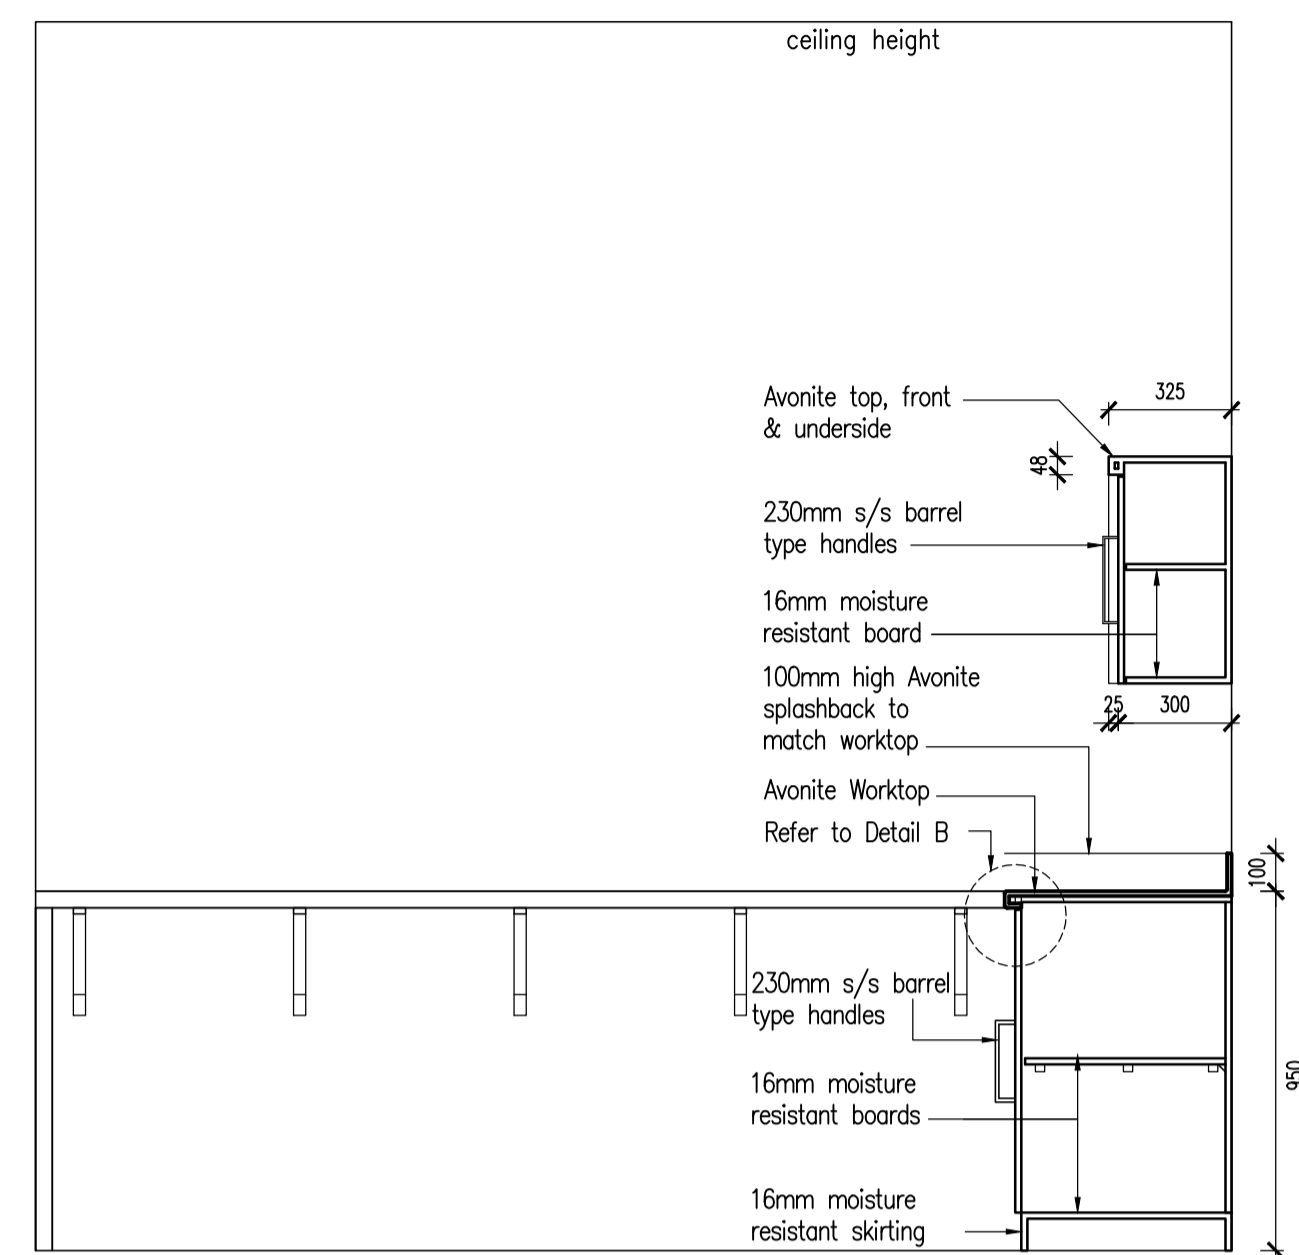 ceiling height
Avonite top, front
& underside
325
48
230mm s/s barrel
type handles
16mm moisture
resistant board
100mm high Avonite
splashback to
match worktop
25
300
Avonite Worktop
Refer to Detail B
100
230mm s/s barrel
type handles
950
16mm moisture
resistant boards
16mm moisture
resistant skirting